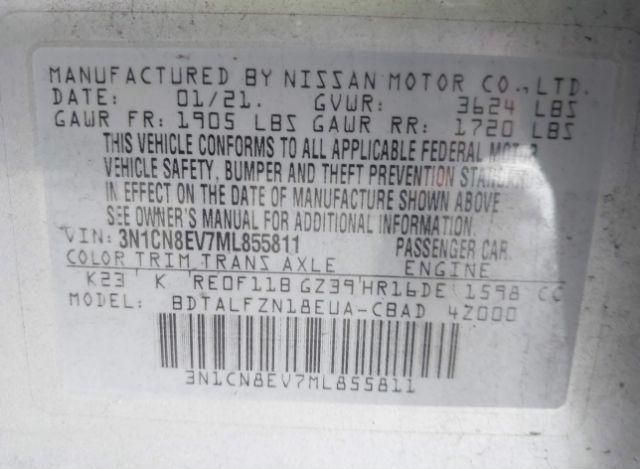 MANUFACTURED BY NISSAN MOTOR CO., LTD.
DATE: 01/21. GVWR: 3624 LBS
GAWR FR: 1905 LBS GAWR RR: 1720 LBS
THIS VEHICLE CONFORMS TO ALL APPLICABLE FEDERAL MOTOR
VEHICLE SAFETY, BUMPER AND THEFT PREVENTION STANDARDS
IN EFFECT ON THE DATE OF MANUFACTURE SHOWN ABOVE
SEE OWNER'S MANUAL FOR ADDITIONAL INFORMATION.
VIN: 3N1CN8EV7ML855811 PASSENGER CAR
COLOR TRIM TRANS AXLE ENGINE
K23 K RE0F11B GZ39 HR16DE 1598 CC
MODEL: BDTALFZN18EUA-CBAD 4Z000
3N1CN8EV7ML855811